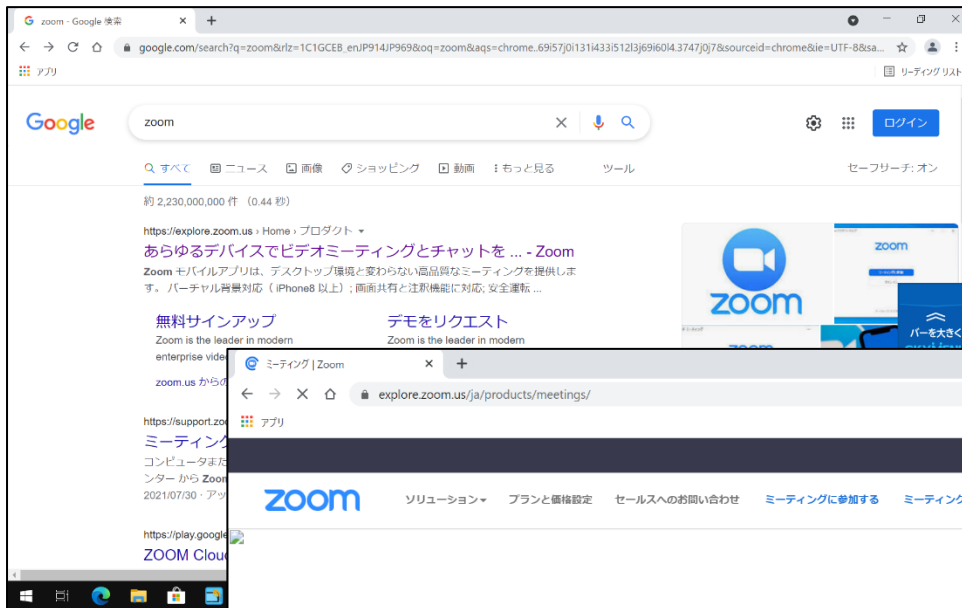 zoom - Google 検索
google.com/search?q=zoom&rlz=1C1GCEB_enJP914JP969&oq=zoom&aqs=chrome..69i57j0i131i433i512l3j69i60l4.3747j0j7&sourceid=chrome&ie=UTF-8&sa...
アプリ
リーディング リスト
Google
zoom
ログイン
すべて ニュース 画像 ショッピング 動画 もっと見る ツール
セーフサーチ: オン
約 2,230,000,000 件 （0.44 秒）
https://explore.zoom.us › Home › プロダクト
あらゆるデバイスでビデオミーティングとチャットを ... - Zoom
Zoom モバイルアプリは、デスクトップ環境と変わらない高品質なミーティングを提供しま
す。 バーチャル背景対応（ iPhone8 以上）; 画面共有と注釈機能に対応; 安全運転 ...
zoom
ZOOM
バーを大きく
無料サインアップ
デモをリクエスト
Zoom is the leader in modern
Zoom is the leader in modern
enterprise vide
zoom.us からの
https://support.zoo
ミーティング
コンピュータまた
ンター から Zoom
2021/07/30 · アッ
https://play.google
ZOOM Clou
ミーティング | Zoom
explore.zoom.us/ja/products/meetings/
アプリ
zoom
ソリューション プランと価格設定 セールスへのお問い合わせ ミーティングに参加する ミーティング